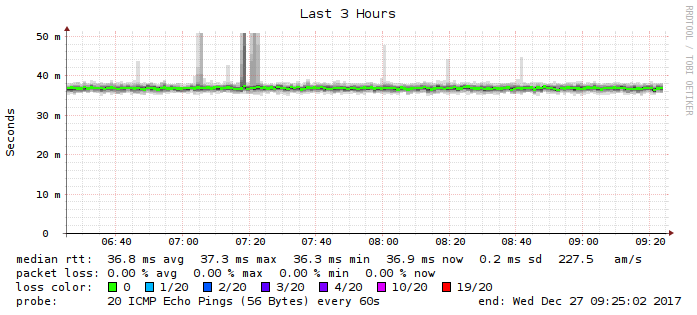 Last 3 Hours
RRDTOOL / TOBI OETIKER
Seconds
50 m
40 m
30 m
20 m
10 m
0
06:40 07:00 07:20 07:40 08:00 08:20 08:40 09:00 09:20
median rtt: 36.8 ms avg 37.3 ms max 36.3 ms min 36.9 ms now 0.2 ms sd 227.5 am/s
packet loss: 0.00 % avg 0.00 % max 0.00 % min 0.00 % now
loss color: 0 1/20 2/20 3/20 4/20 10/20 19/20
probe: 20 ICMP Echo Pings (56 Bytes) every 60s end: Wed Dec 27 09:25:02 2017